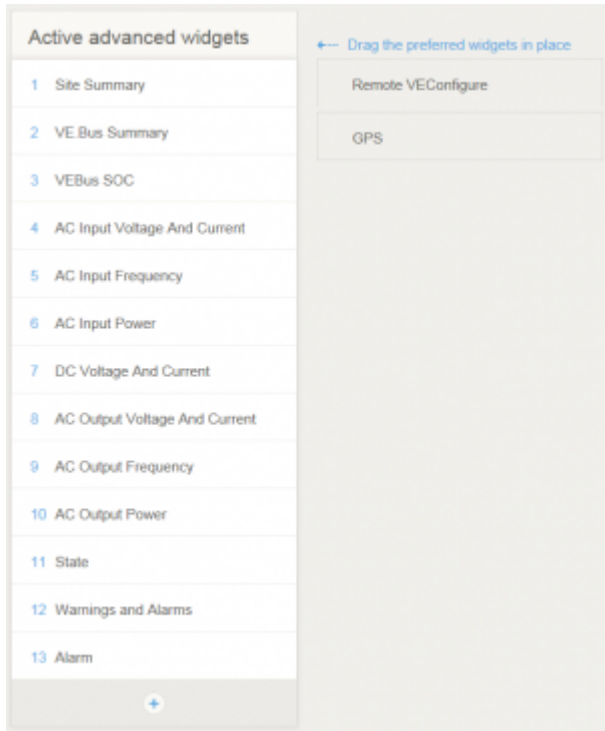 Active advanced widgets
1 Site Summary
2 VE.Bus Summary
3 VEBus SOC
4 AC Input Voltage And Current
5 AC Input Frequency
6 AC Input Power
7 DC Voltage And Current
8 AC Output Voltage And Current
9 AC Output Frequency
10 AC Output Power
11 State
12 Warnings and Alarms
13 Alarm
+
←--- Drag the preferred widgets in place
Remote VEConfigure
GPS